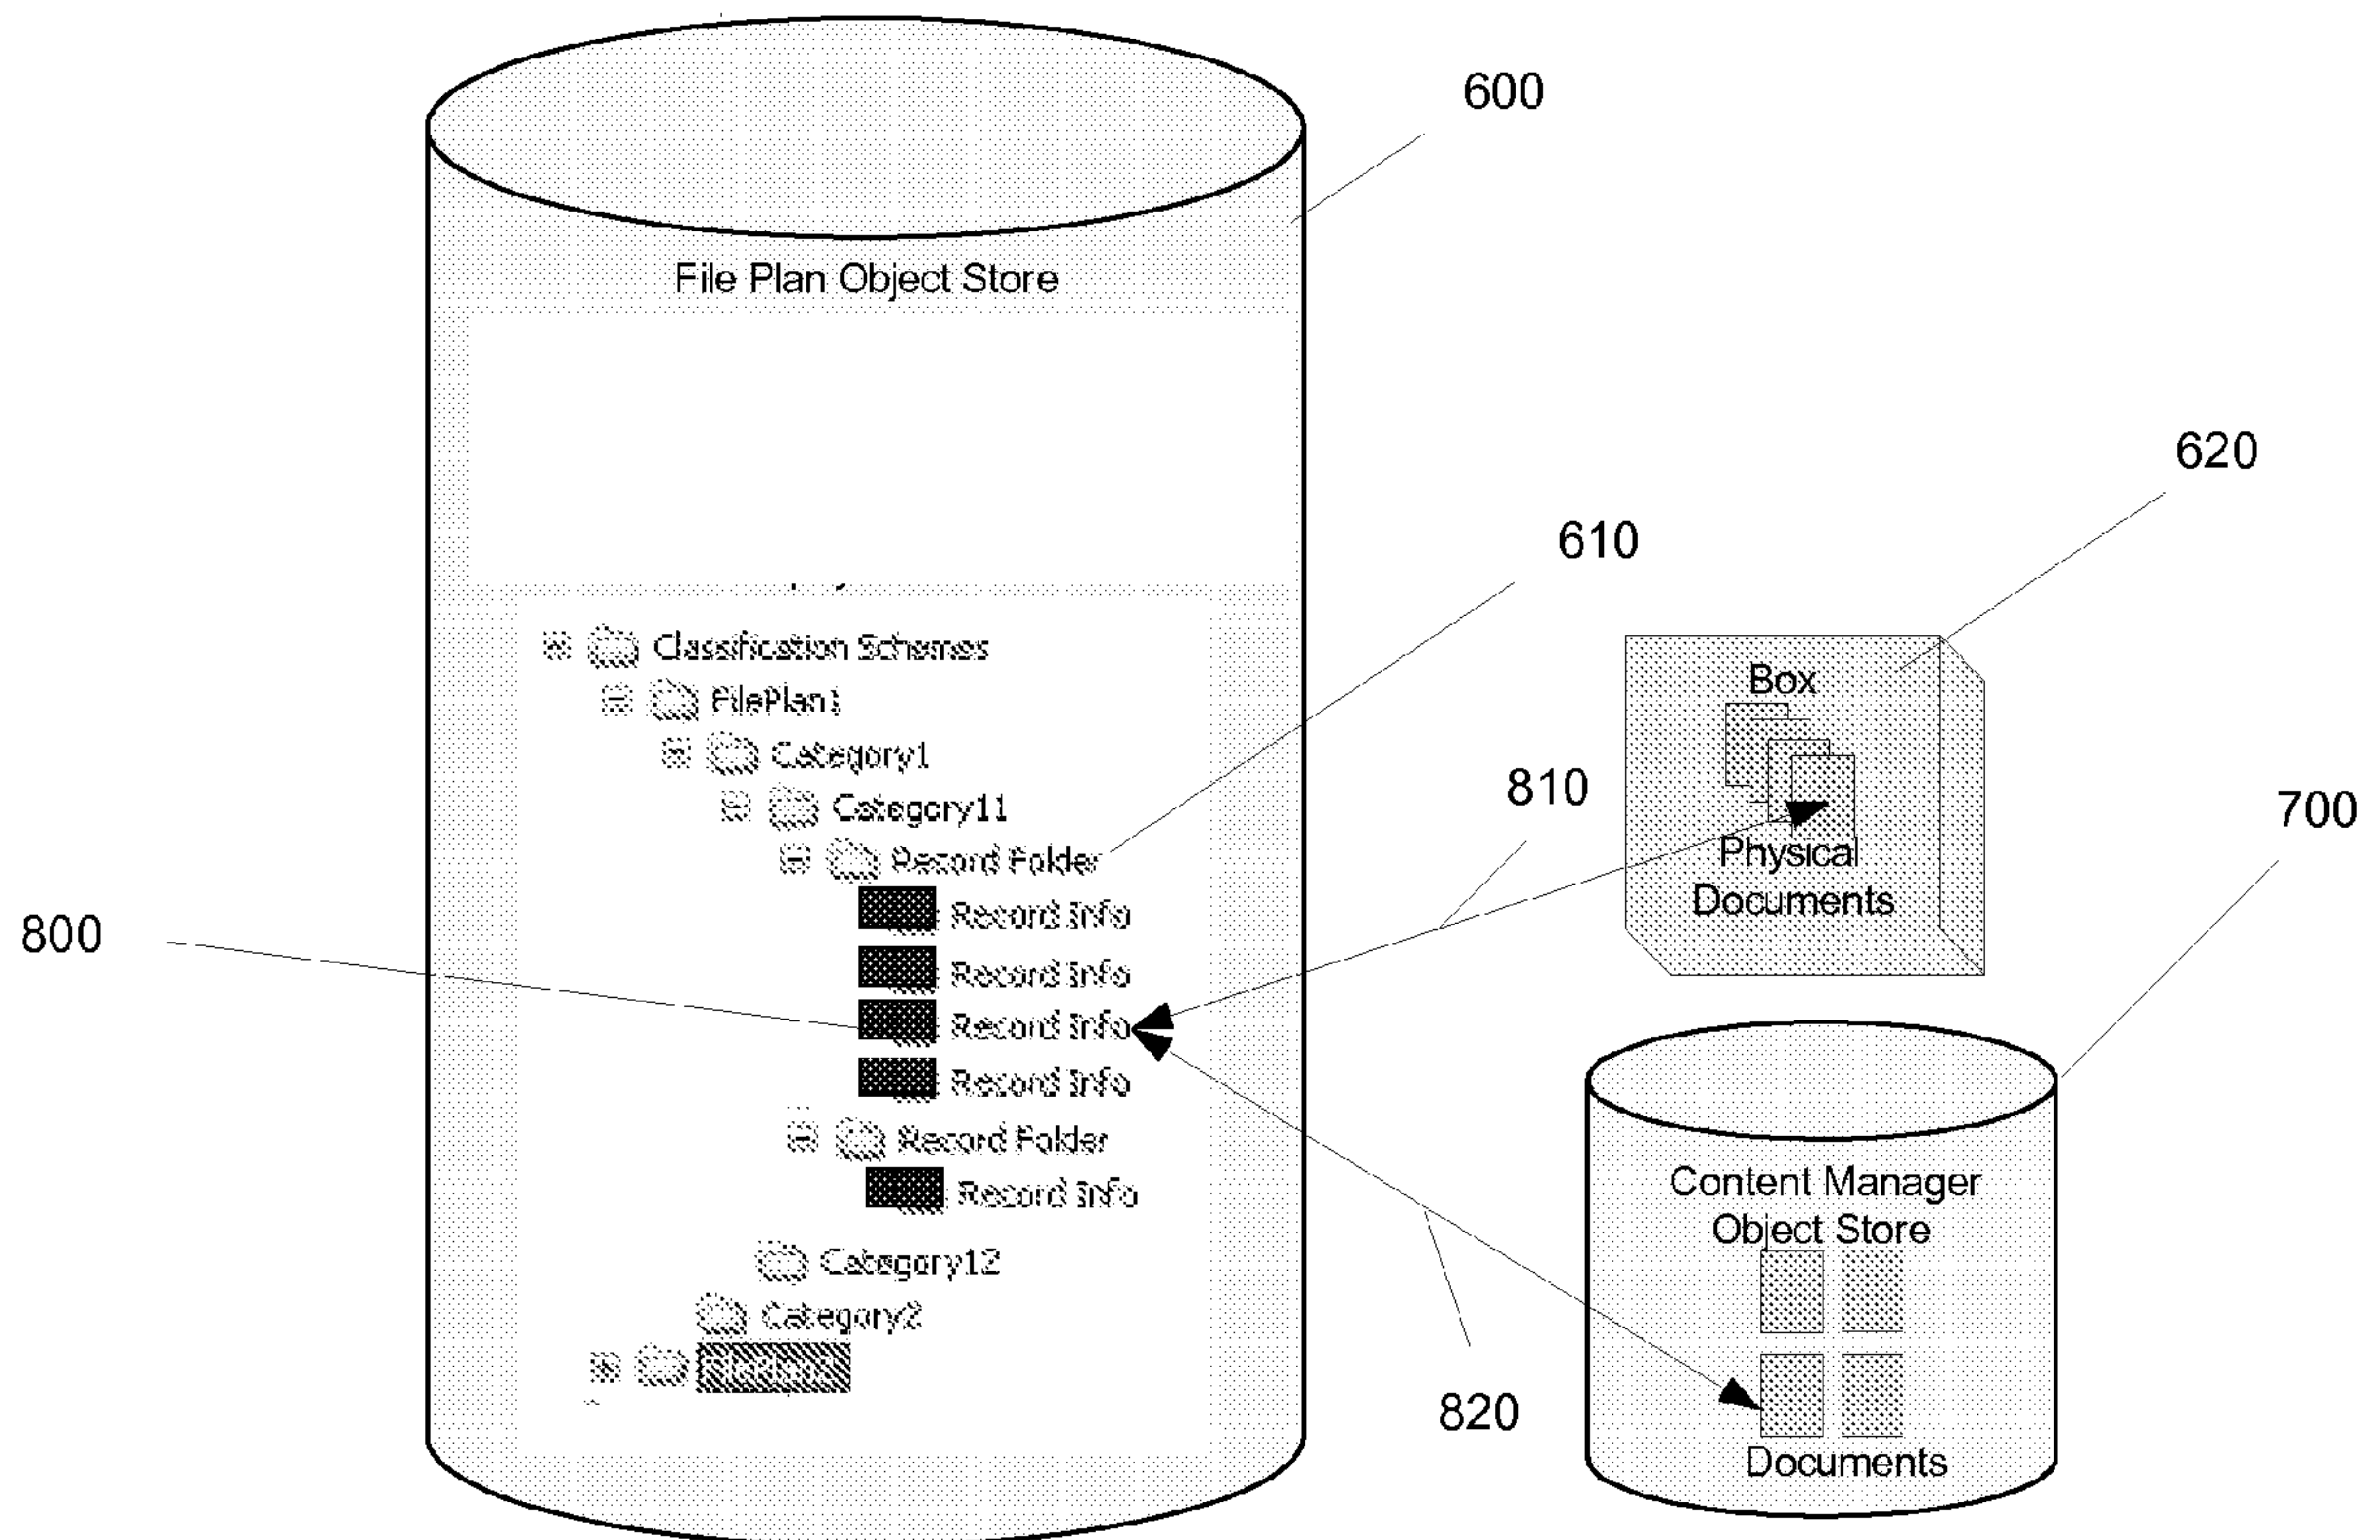 600
File Plan Object Store
620
610
Classification Schemes
FilePlan1
Category1
Category11
Record Folder
Record Info
Record Info
Record Info
Record Info
Record Folder
Record Info
Category12
Category2
Box
Physical
Documents
810
700
800
Content Manager
Object Store
Documents
820